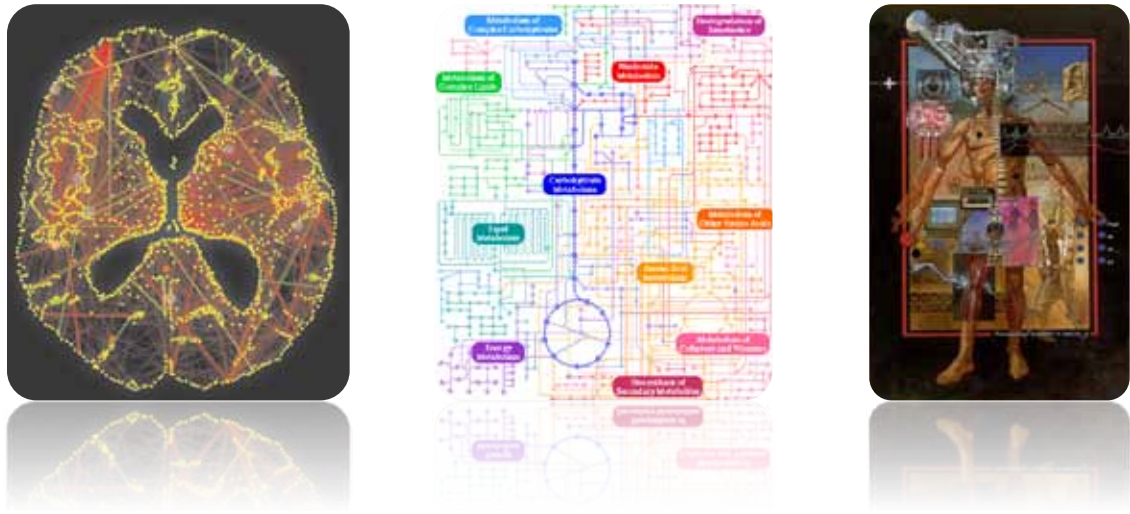 Metabolism of
Complex Carbohydrates
Biodegradation of
Xenobiotics
Nucleotide
Metabolism
Metabolism of
Complex Lipids
Carbohydrate
Metabolism
Metabolism of
Other Amino Acids
Lipid
Metabolism
Amino Acid
Metabolism
Energy
Metabolism
Metabolism of
Cofactors and Vitamins
Biosynthesis of
Secondary Metabolites